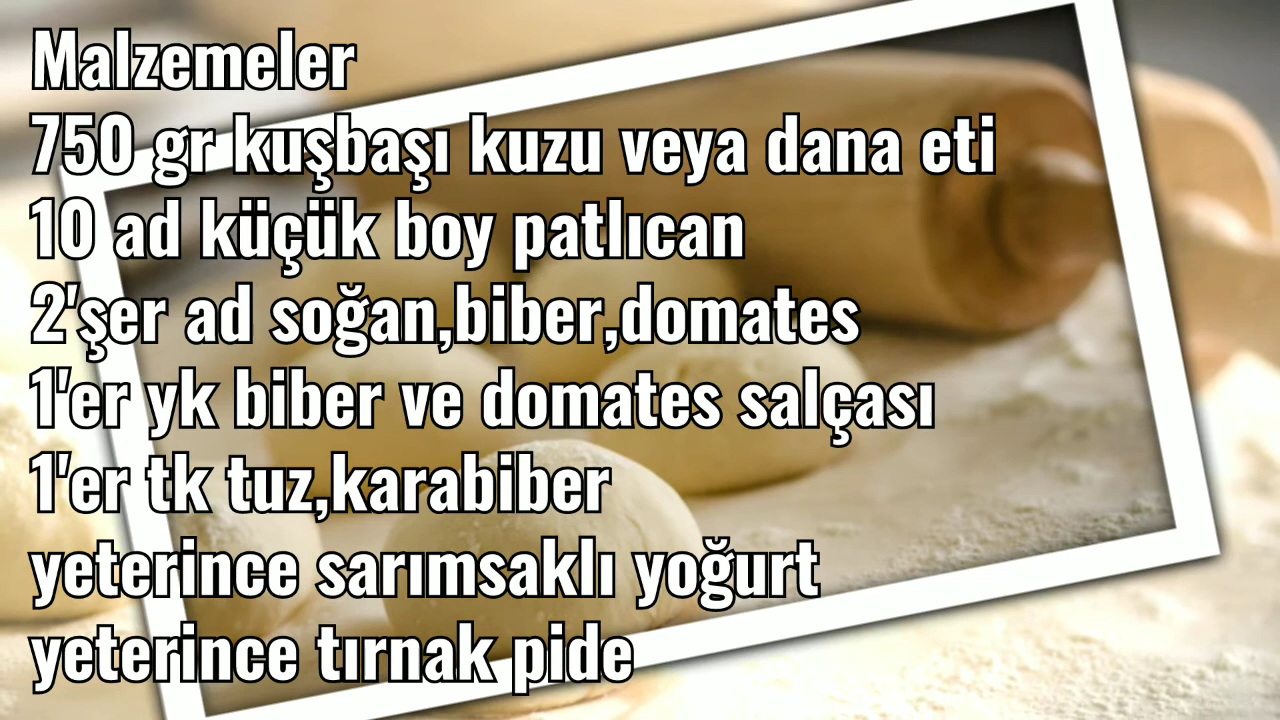 Malzemeler
750 gr kuşbaşı kuzu veya dana eti
10 ad küçük boy patlıcan
2'şer ad soğan,biber,domates
1'er yk biber ve domates salçası
1'er tk tuz,karabiber
yeterince sarımsaklı yoğurt
yeterince tırnak pide